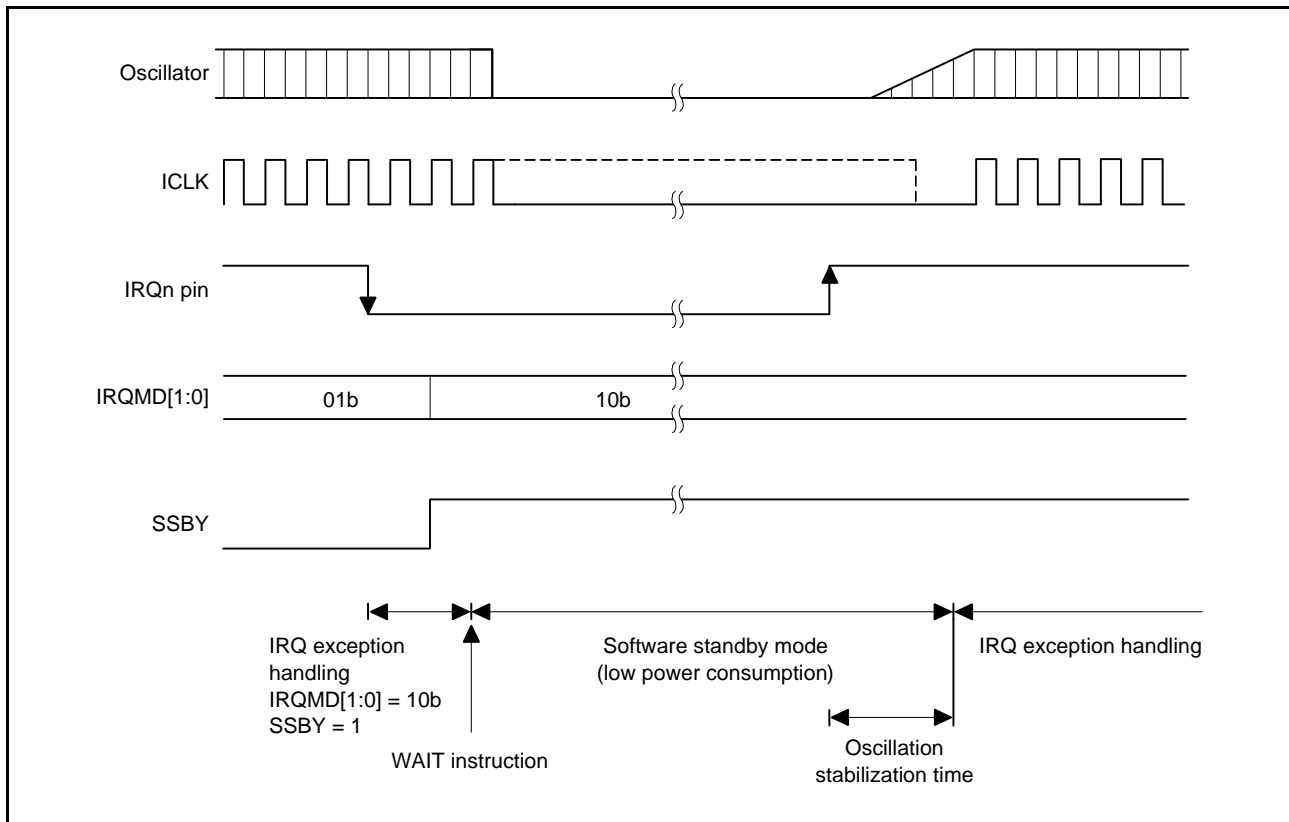 Oscillator
ICLK
IRQn pin
IRQMD[1:0]
01b
10b
SSBY
IRQ exception
handling
IRQMD[1:0] = 10b
SSBY = 1
WAIT instruction
Software standby mode
(low power consumption)
Oscillation
stabilization time
IRQ exception handling